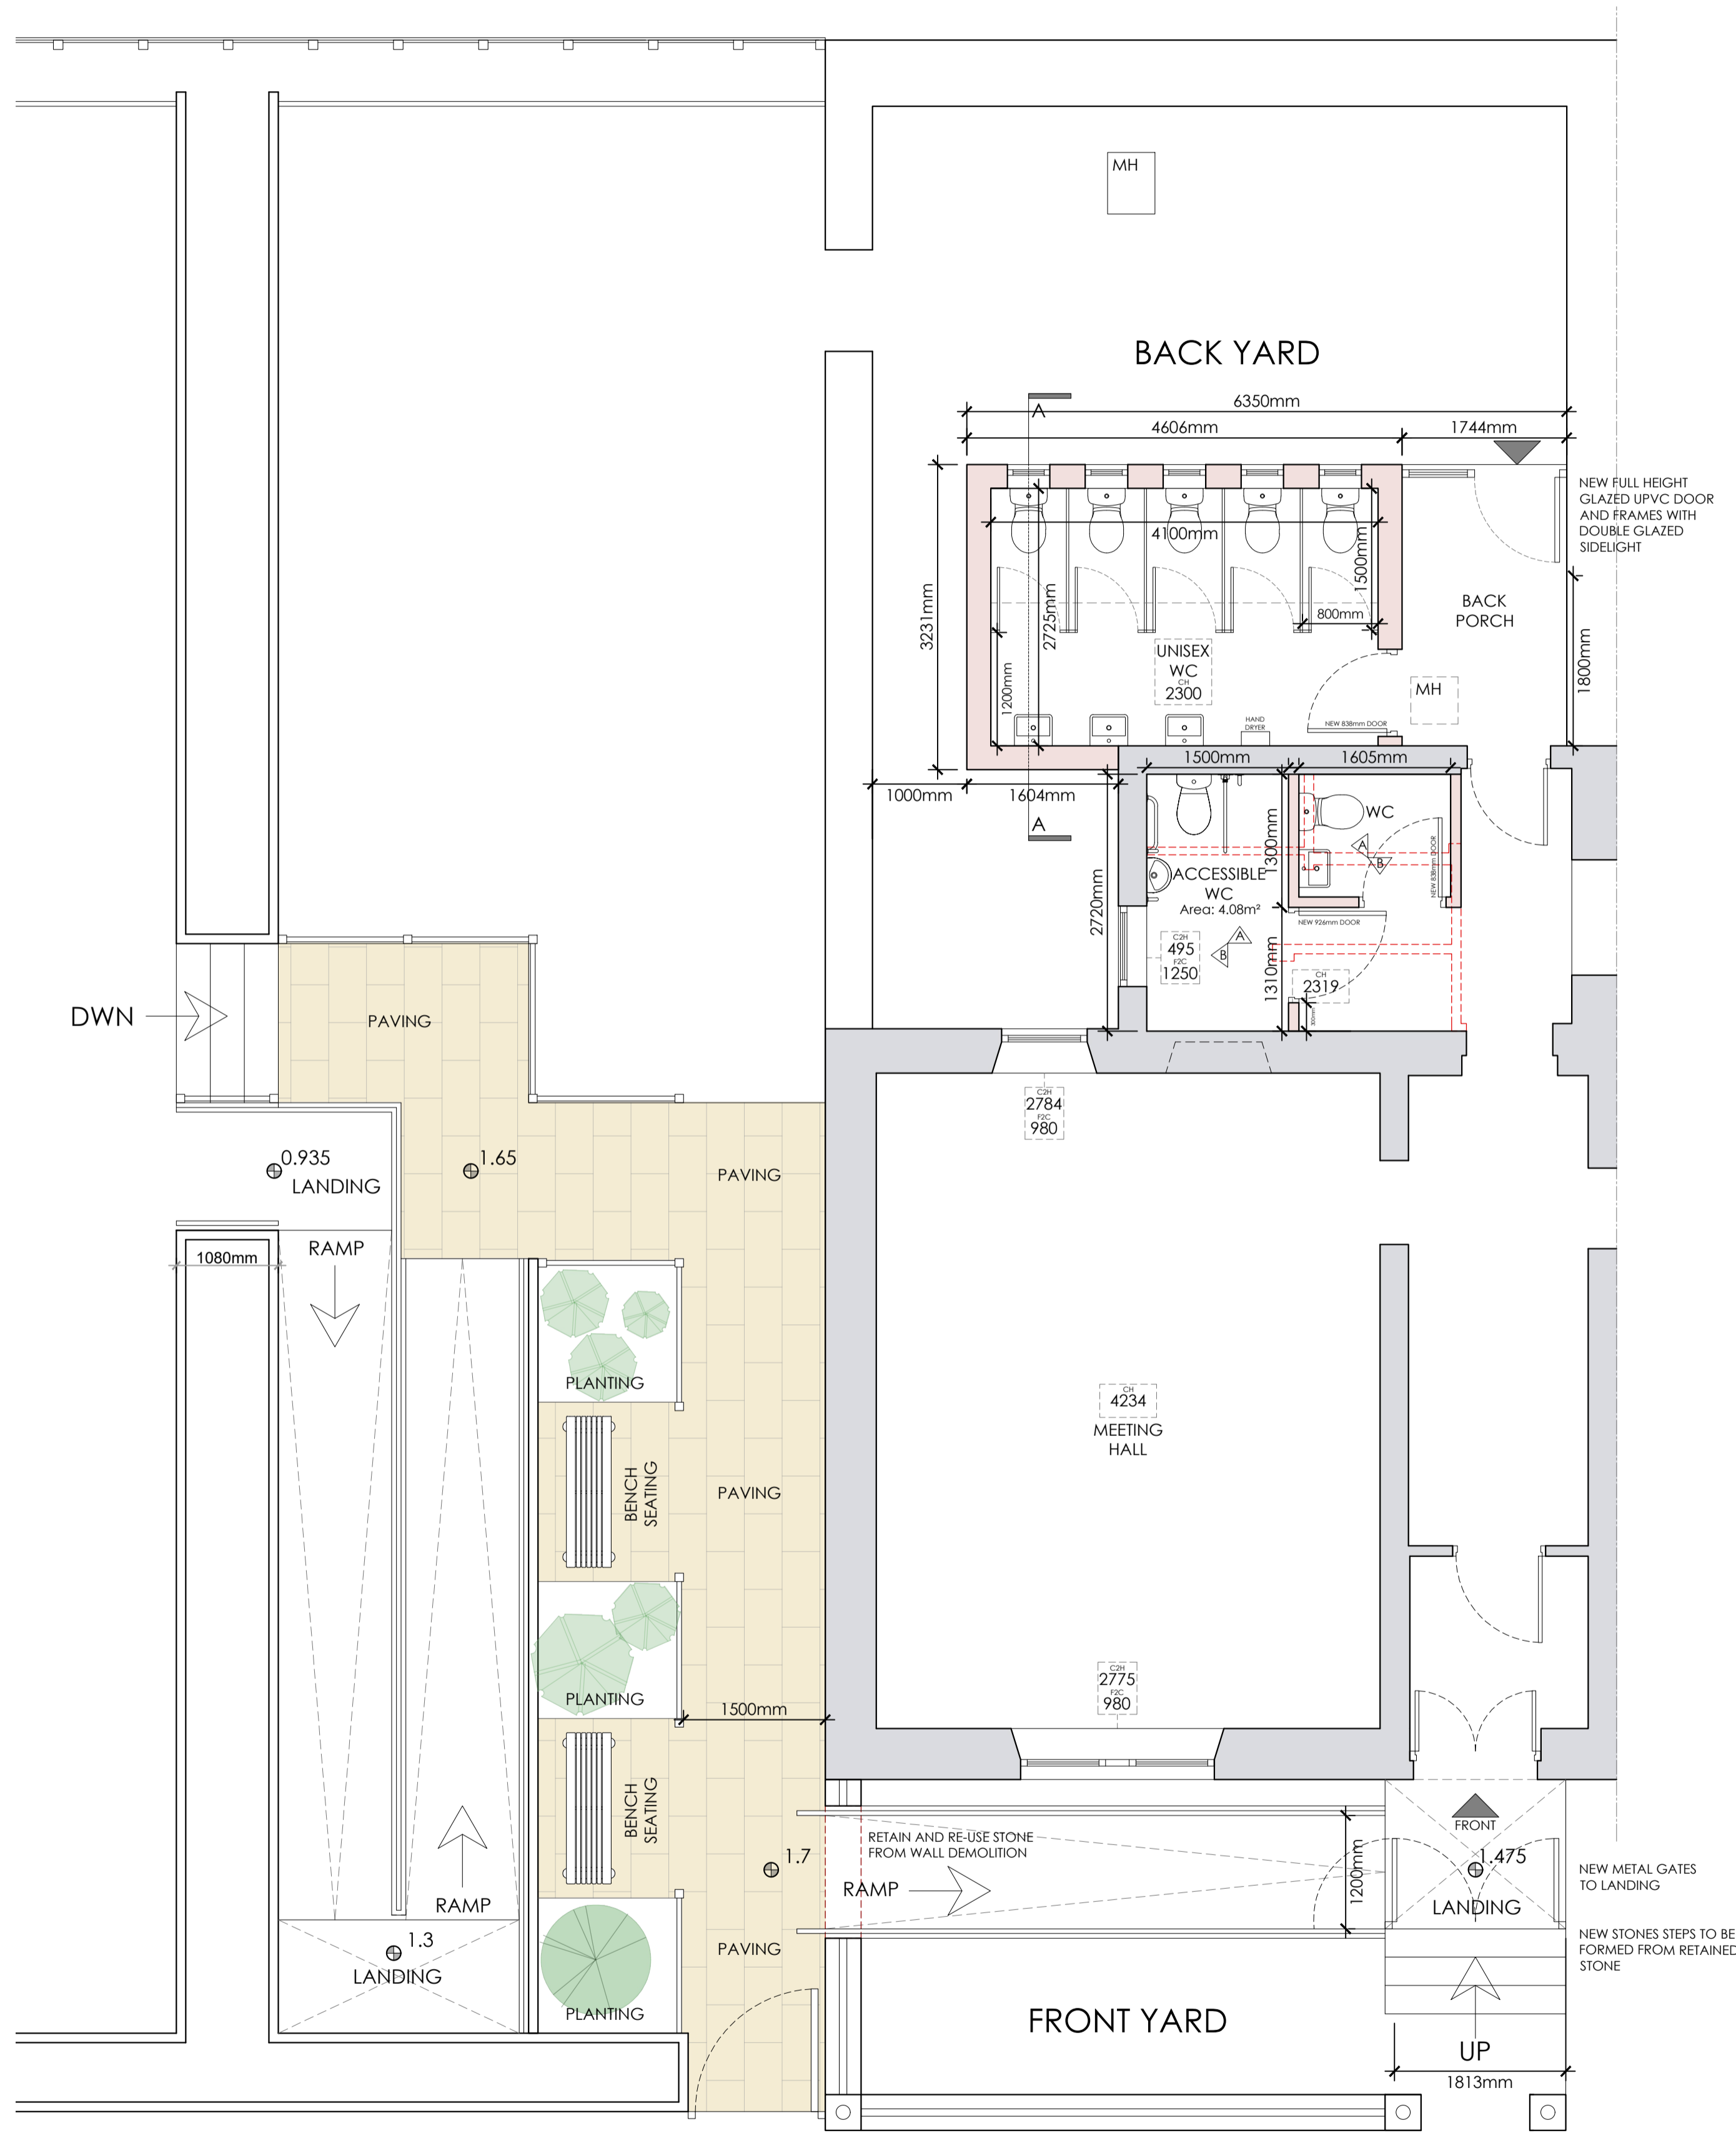 MH
BACK YARD
6350mm
A
4606mm
1744mm
NEW FULL HEIGHT
GLAZED UPVC DOOR
AND FRAMES WITH
DOUBLE GLAZED
SIDELIGHT
4100mm
1500mm
3231mm
2725mm
800mm
BACK
PORCH
1800mm
1200mm
UNISEX
WC
CH
2300
MH
HAND
DRYER
NEW 838mm DOOR
1500mm
1605mm
1000mm
1604mm
A
WC
1300mm
A
B
NEW 838mm DOOR
ACCESSIBLE
WC
Area: 4.08m²
NEW 926mm DOOR
2720mm
C2H
495
F2C
1250
A
B
1310mm
CH
2319
300mm
DWN
PAVING
C2H
2784
F2C
980
0.935
LANDING
1.65
PAVING
1080mm
RAMP
PLANTING
CH
4234
MEETING
HALL
BENCH
SEATING
PAVING
PLANTING
C2H
2775
F2C
980
1500mm
BENCH
SEATING
RETAIN AND RE-USE STONE
FROM WALL DEMOLITION
1.7
RAMP
1200mm
FRONT
1.475
LANDING
NEW METAL GATES
TO LANDING
RAMP
1.3
LANDING
PAVING
NEW STONES STEPS TO BE
FORMED FROM RETAINED
STONE
PLANTING
FRONT YARD
UP
1813mm